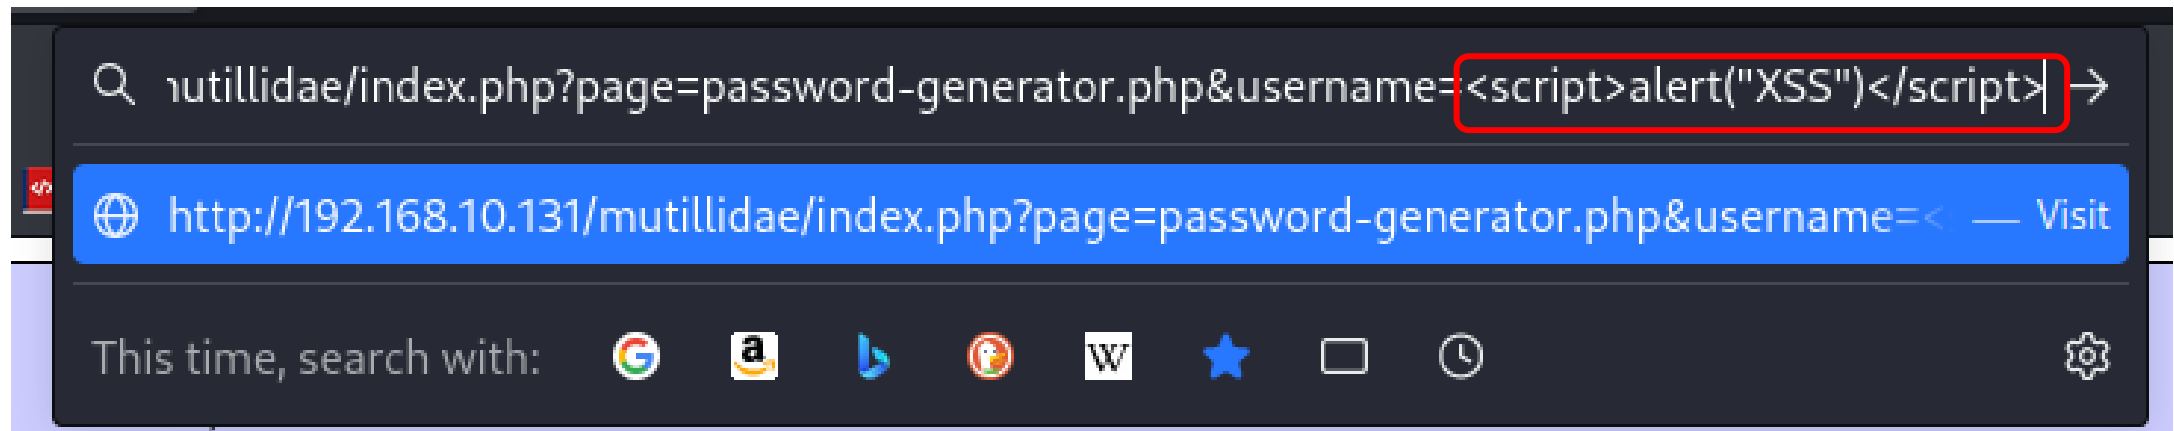 mutillidae/index.php?page=password-generator.php&username=<script>alert("XSS")</script>
http://192.168.10.131/mutillidae/index.php?page=password-generator.php&username=< — Visit
This time, search with: